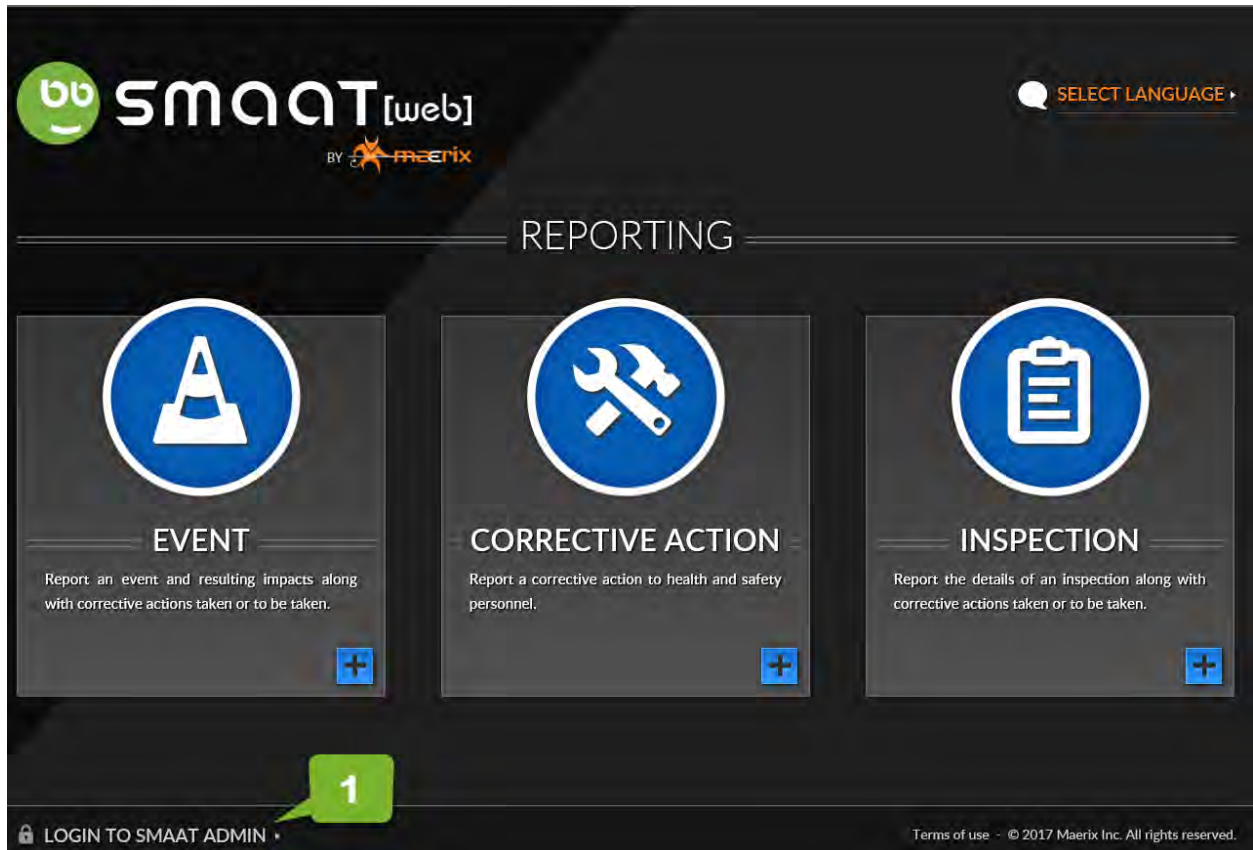 SMAAT[web]
BY maerix
SELECT LANGUAGE
REPORTING
EVENT
Report an event and resulting impacts along
with corrective actions taken or to be taken.
CORRECTIVE ACTION
Report a corrective action to health and safety
personnel.
INSPECTION
Report the details of an inspection along with
corrective actions taken or to be taken.
1
LOGIN TO SMAAT ADMIN
Terms of use - © 2017 Maerix Inc. All rights reserved.